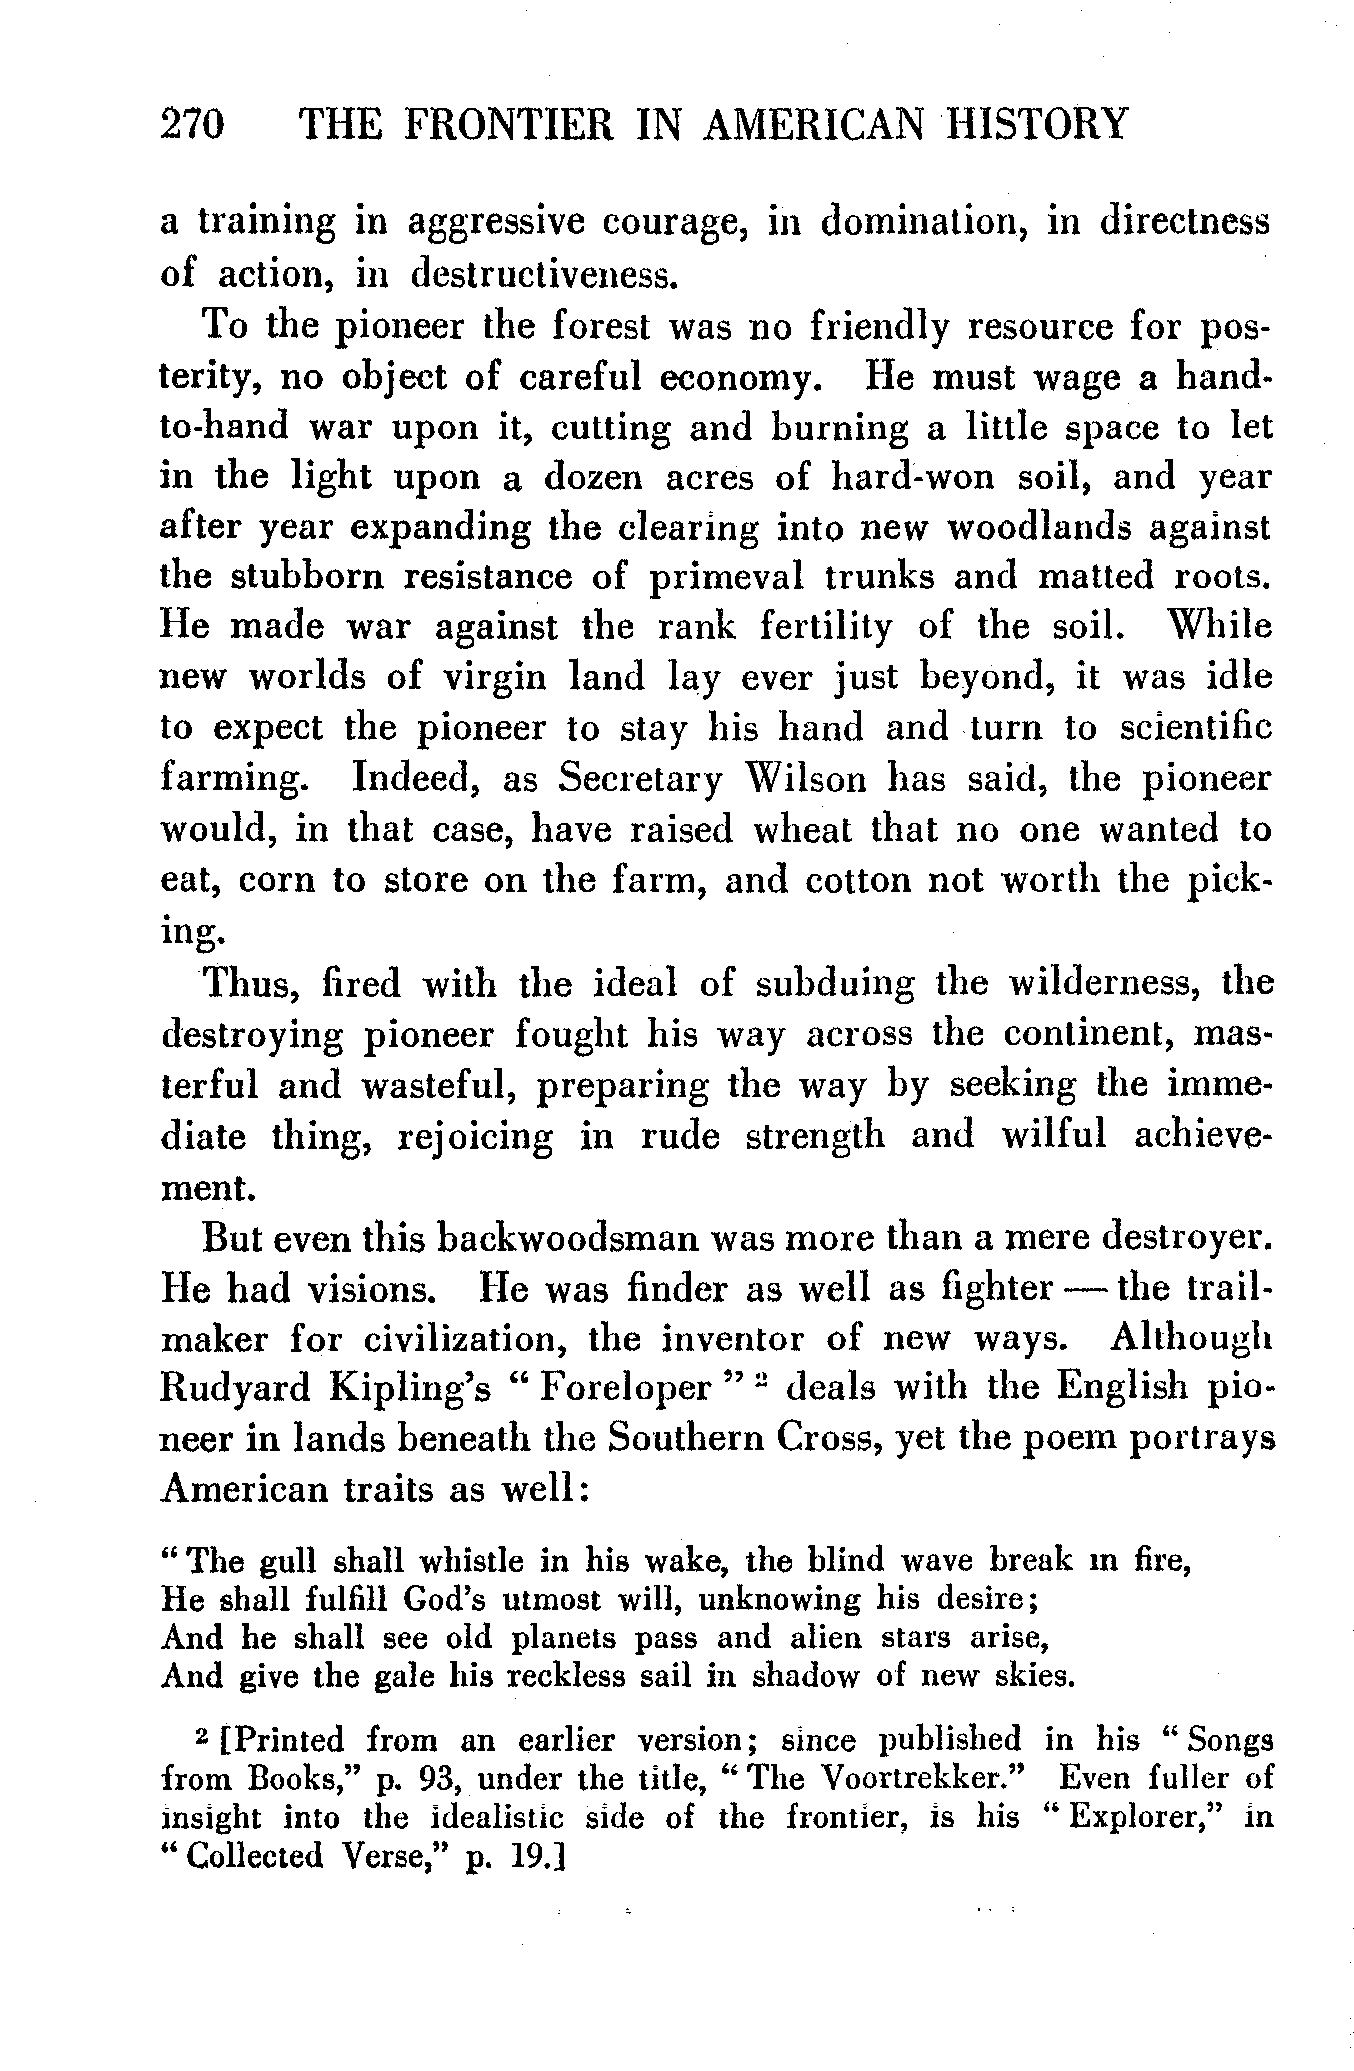 270 THE FRONTIER IN AMERICAN HISTORY
a training in aggressive courage, in domination, in directness
of action, in destructiveness.
To the pioneer the forest was no friendly resource for pos-
terity, no object of careful economy. He must wage a hand-
to-hand war upon it, cutting and burning a little space to let
in the light upon a dozen acres of hard-won soil, and year
after year expanding the clearing into new woodlands against
the stubborn resistance of primeval trunks and matted roots.
He made war against the rank fertility of the soil. While
new worlds of virgin land lay ever just beyond, it was idle
to expect the pioneer to stay his hand and turn to scientific
farming. Indeed, as Secretary Wilson has said, the pioneer
would, in that case, have raised wheat that no one wanted to
eat, corn to store on the farm, and cotton not worth the pick-
ing.
Thus, fired with the ideal of subduing the wilderness, the
destroying pioneer fought his way across the continent, mas-
terful and wasteful, preparing the way by seeking the imme-
diate thing, rejoicing in rude strength and wilful achieve-
ment.
But even this backwoodsman was more than a mere destroyer.
He had visions. He was finder as well as fighter — the trail-
maker for civilization, the inventor of new ways. Although
Rudyard Kipling's “ Foreloper ” ² deals with the English pio-
neer in lands beneath the Southern Cross, yet the poem portrays
American traits as well:
“ The gull shall whistle in his wake, the blind wave break in fire,
He shall fulfill God's utmost will, unknowing his desire;
And he shall see old planets pass and alien stars arise,
And give the gale his reckless sail in shadow of new skies.
² [Printed from an earlier version; since published in his “ Songs
from Books,” p. 93, under the title, “ The Voortrekker.” Even fuller of
insight into the idealistic side of the frontier, is his “ Explorer,” in
“ Collected Verse,” p. 19.]